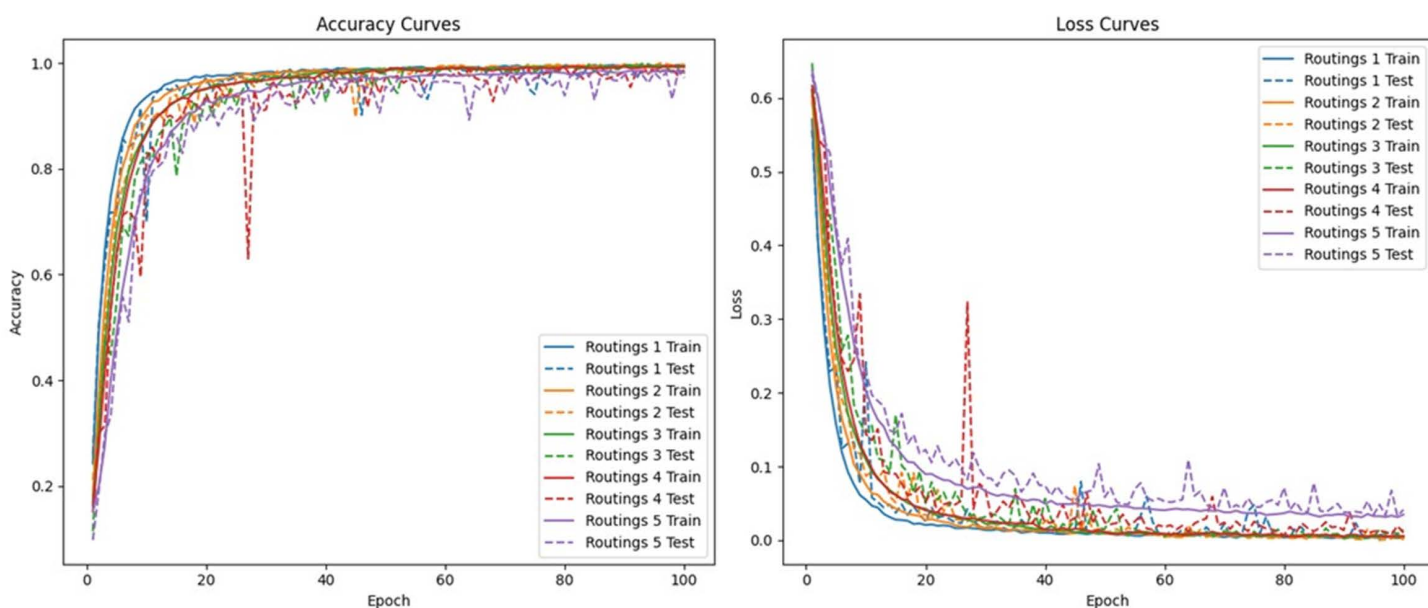 Accuracy Curves
1.0
0.8
0.6
0.4
0.2
Accuracy
0
20
40
60
80
100
Epoch
Routings 1 Train
Routings 1 Test
Routings 2 Train
Routings 2 Test
Routings 3 Train
Routings 3 Test
Routings 4 Train
Routings 4 Test
Routings 5 Train
Routings 5 Test
Loss Curves
0.6
0.5
0.4
0.3
0.2
0.1
0.0
Loss
0
20
40
60
80
100
Epoch
Routings 1 Train
Routings 1 Test
Routings 2 Train
Routings 2 Test
Routings 3 Train
Routings 3 Test
Routings 4 Train
Routings 4 Test
Routings 5 Train
Routings 5 Test